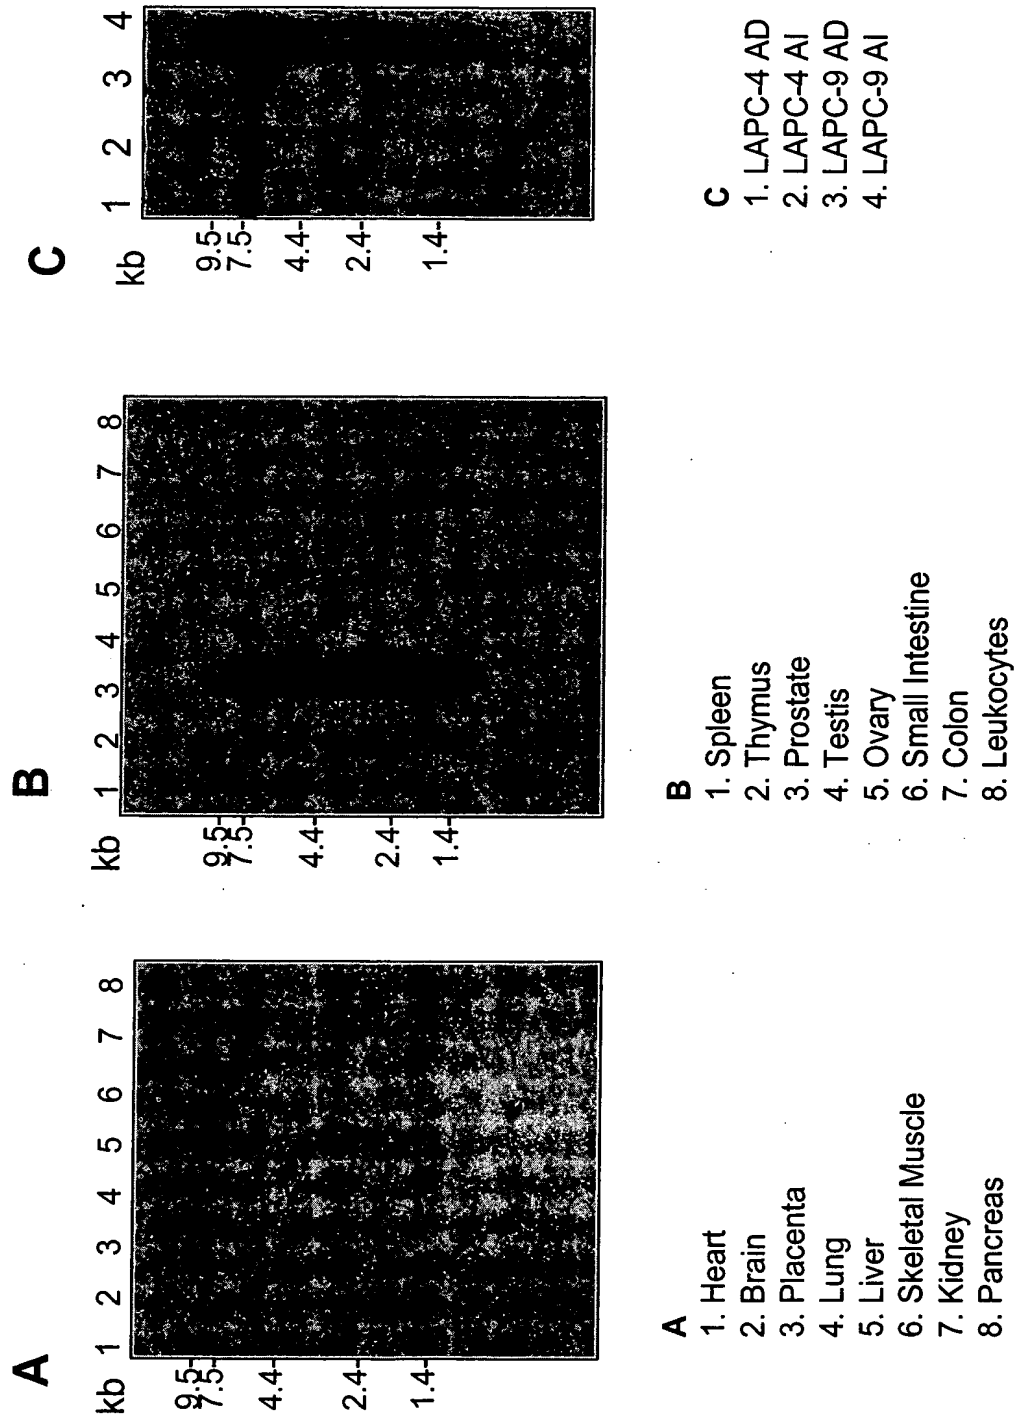 A
kb
1 2 3 4 5 6 7 8
9.5-
7.5-
4.4-
2.4-
1.4-
A
1. Heart
2. Brain
3. Placenta
4. Lung
5. Liver
6. Skeletal Muscle
7. Kidney
8. Pancreas
B
kb
1 2 3 4 5 6 7 8
9.5-
7.5-
4.4-
2.4-
1.4-
B
1. Spleen
2. Thymus
3. Prostate
4. Testis
5. Ovary
6. Small Intestine
7. Colon
8. Leukocytes
C
kb
1 2 3 4
9.5-
7.5-
4.4-
2.4-
1.4-
C
1. LAPC-4 AD
2. LAPC-4 AI
3. LAPC-9 AD
4. LAPC-9 AI